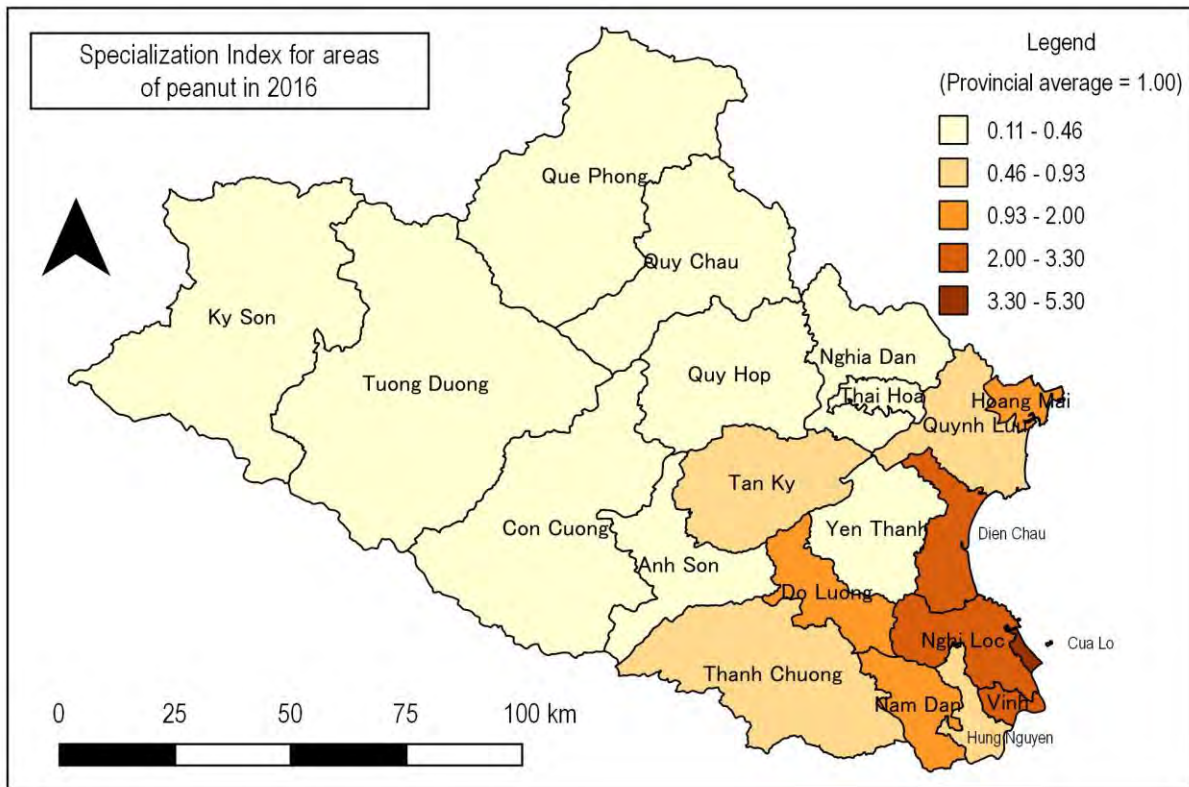 Specialization Index for areas
of peanut in 2016
Legend
(Provincial average = 1.00)
0.11 - 0.46
0.46 - 0.93
0.93 - 2.00
2.00 - 3.30
3.30 - 5.30
Que Phong
Quy Chau
Ky Son
Tuong Duong
Quy Hop
Nghia Dan
Thai Hoa
Hoang Mai
Quynh Luu
Tan Ky
Con Cuong
Yen Thanh
Dien Chau
Anh Son
Do Luong
Nghi Loc
Cua Lo
Thanh Chuong
Nam Dan
Vinh
Hung Nguyen
0 25 50 75 100 km